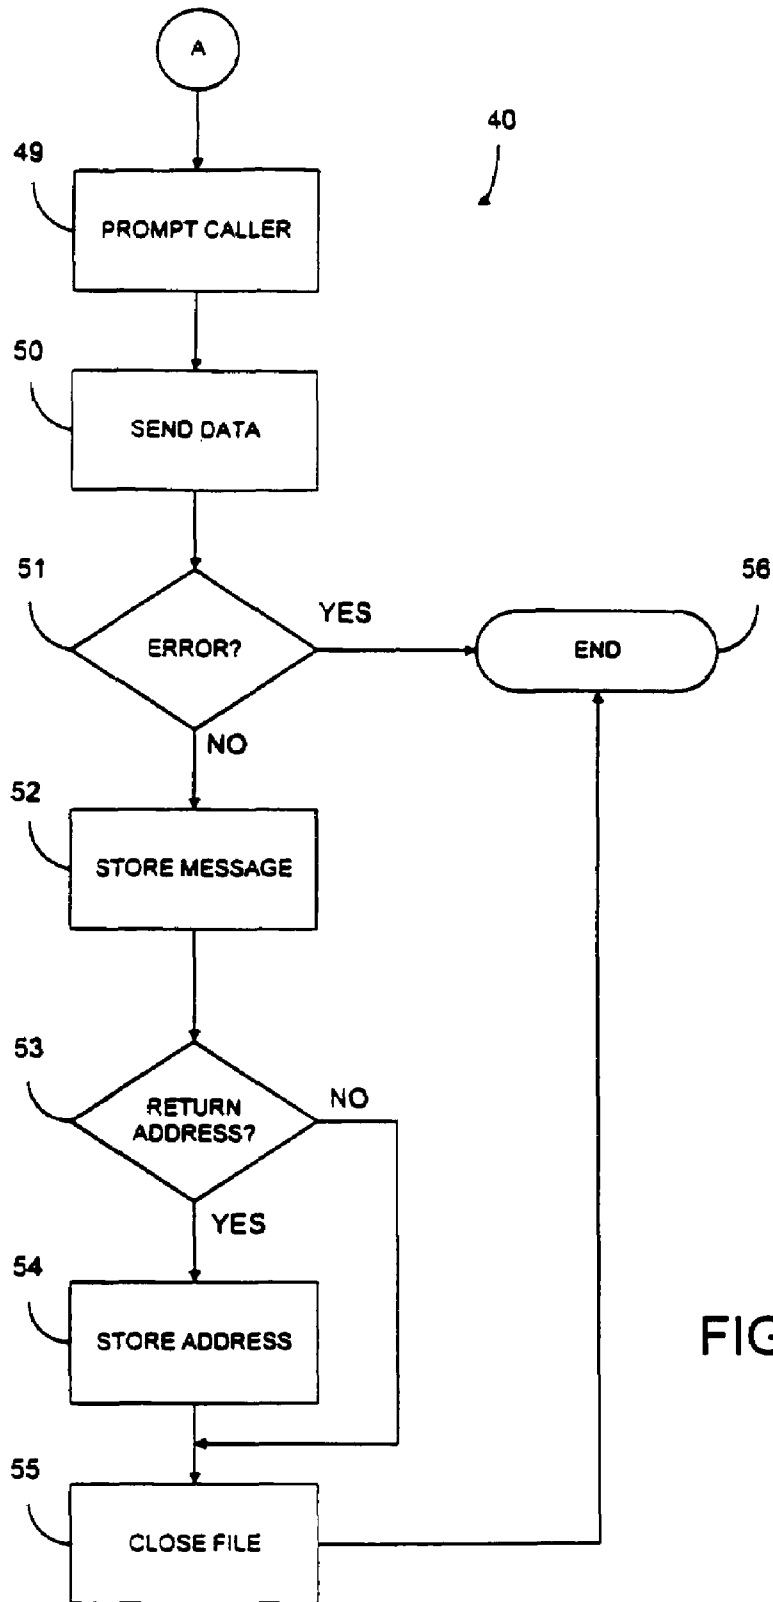 A
40
49
PROMPT CALLER
50
SEND DATA
51
ERROR?
YES
END
56
NO
52
STORE MESSAGE
53
RETURN
ADDRESS?
NO
YES
54
STORE ADDRESS
FIG
55
CLOSE FILE